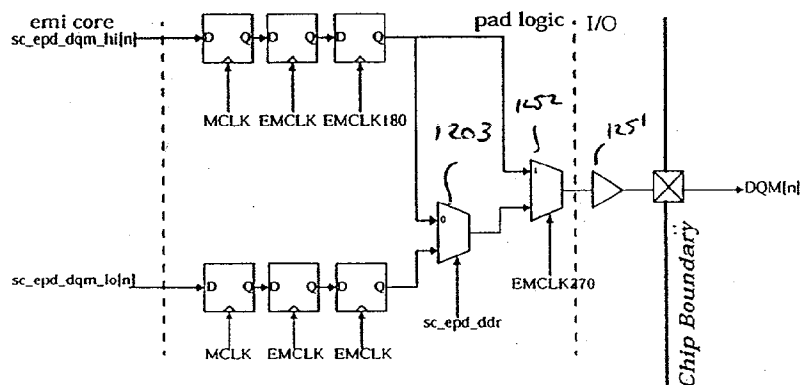 emi core
pad logic
I/O
sc_epd_dqm_hi[n]
D Q D Q D Q
MCLK EMCLK EMCLK180
1203
1252
1251
1
0
DQM[n]
sc_epd_dqm_lo[n]
D Q D Q D Q
EMCLK270
sc_epd_ddr
MCLK EMCLK EMCLK
Chip Boundary